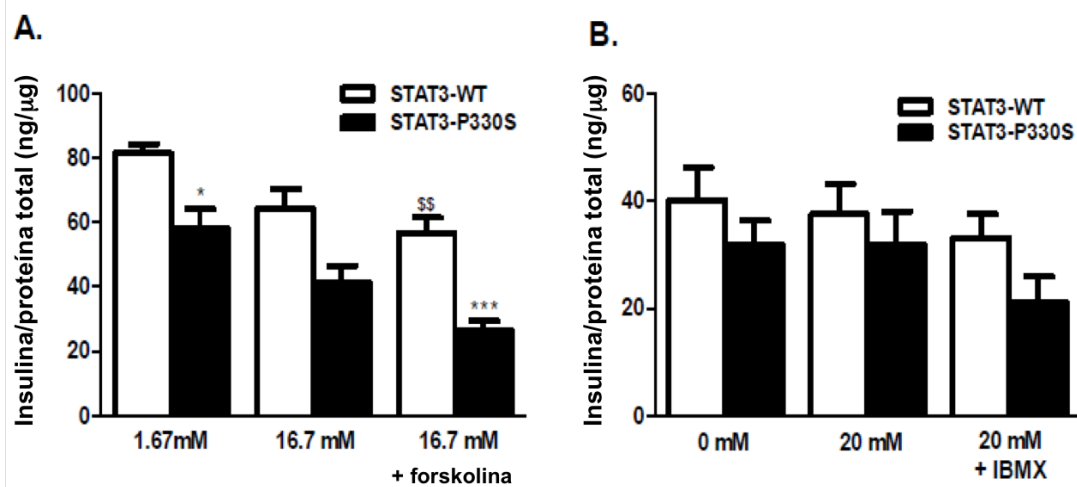 A.
Insulina/proteína total (ng/µg)
100
80
60
40
20
0
STAT3-WT
STAT3-P330S
*
$$
***
1.67mM
16.7 mM
16.7 mM
+ forskolina
B.
Insulina/proteína total (ng/µg)
60
40
20
0
STAT3-WT
STAT3-P330S
0 mM
20 mM
20 mM
+ IBMX